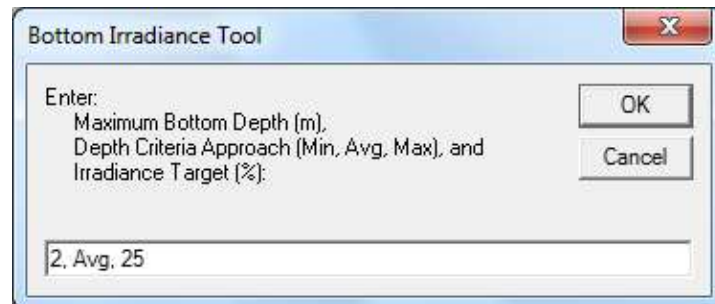 Bottom Irradiance Tool
Enter:
Maximum Bottom Depth (m),
Depth Criteria Approach (Min, Avg, Max), and
Irradiance Target (%):
OK
Cancel
2, Avg, 25